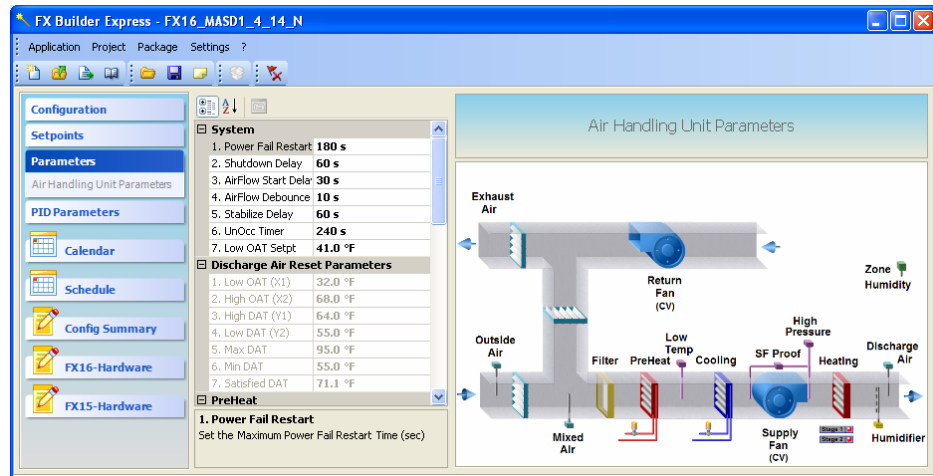 FX Builder Express - FX16_MASD1_4_14_N
Application Project Package Settings ?
Configuration
Setpoints
Parameters
Air Handling Unit Parameters
PID Parameters
Calendar
Schedule
Config Summary
FX16-Hardware
FX15-Hardware
System
1. Power Fail Restart 180 s
2. Shutdown Delay 60 s
3. AirFlow Start Dela 30 s
4. AirFlow Debounce 10 s
5. Stabilize Delay 60 s
6. UnOcc Timer 240 s
7. Low OAT Setpt 41.0 °F
Discharge Air Reset Parameters
1. Low OAT (X1) 32.0 °F
2. High OAT (X2) 68.0 °F
3. High DAT (Y1) 64.0 °F
4. Low DAT (Y2) 55.0 °F
5. Max DAT 95.0 °F
6. Min DAT 55.0 °F
7. Satisfied DAT 71.1 °F
PreHeat
1. Power Fail Restart
Set the Maximum Power Fail Restart Time (sec)
Air Handling Unit Parameters
Exhaust
Air
Return
Fan
(CV)
Zone
Humidity
Outside
Air
Filter
PreHeat
Low
Temp
Cooling
SF Proof
High
Pressure
Heating
Discharge
Air
Mixed
Air
Supply
Fan
(CV)
Stage 1
Stage 2
Humidifier